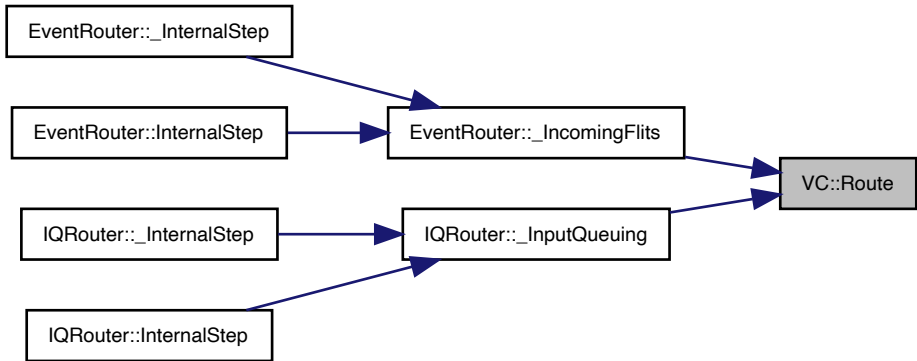 EventRouter::_InternalStep
EventRouter::InternalStep
EventRouter::_IncomingFlits
VC::Route
IQRouter::_InternalStep
IQRouter::_InputQueuing
IQRouter::InternalStep